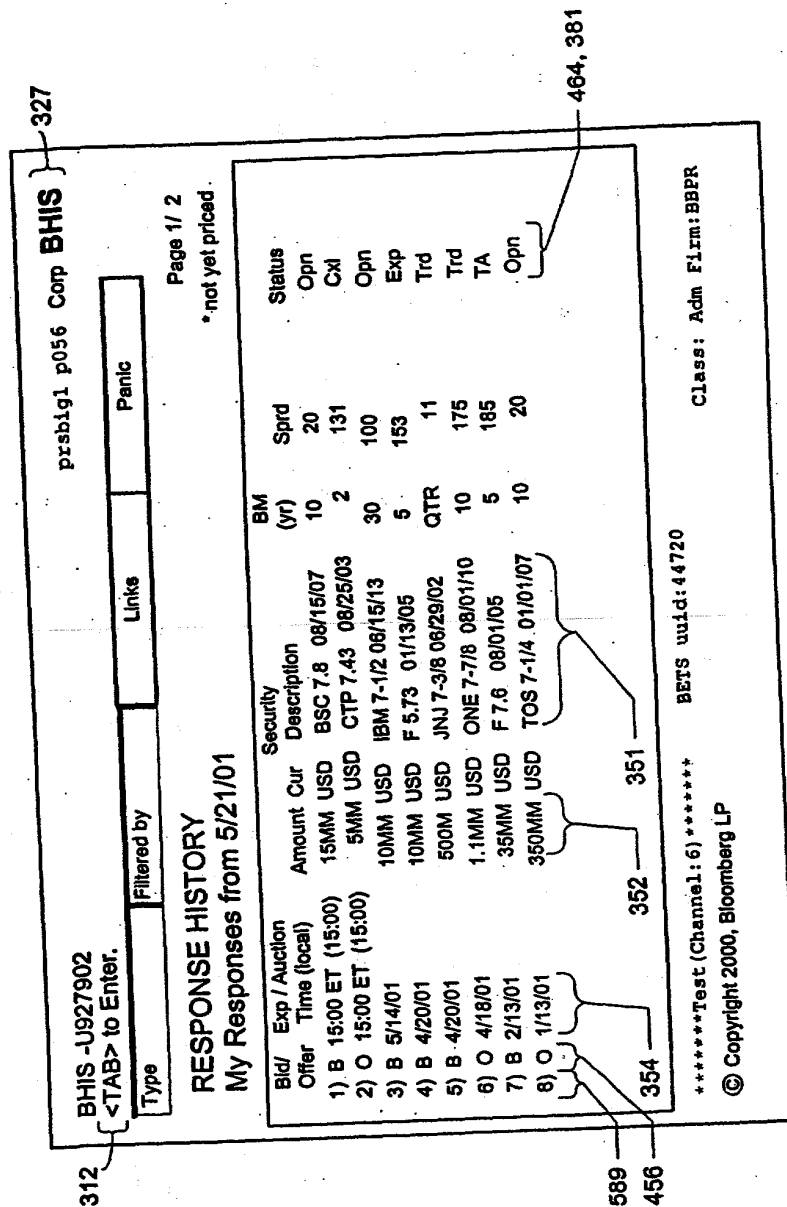 prsbigl p056 Corp BHIS
327
BHIS -U927902
<TAB> to Enter.
312
Type Filtered by Links Panic
RESPONSE HISTORY
Page 1/ 2
My Responses from 5/21/01
*not yet priced.
Bid/ Exp / Auction Security BM
Offer Time (local) Amount Cur Description (yr) Sprd Status
1) B 15:00 ET (15:00) 15MM USD BSC 7.8 08/15/07 10 20 Opn
2) O 15:00 ET (15:00) 5MM USD CTP 7.43 08/25/03 2 131 Cxl
3) B 5/14/01 10MM USD IBM 7-1/2 06/15/13 30 100 Opn
4) B 4/20/01 10MM USD F 5.73 01/13/05 5 153 Exp
5) B 4/20/01 500M USD JNJ 7-3/8 06/29/02 QTR 11 Trd
6) O 4/18/01 1.1MM USD ONE 7-7/8 08/01/10 10 175 Trd
7) B 2/13/01 35MM USD F 7.6 08/01/05 5 185 TA
8) O 1/13/01 350MM USD TOS 7-1/4 01/01/07 10 20 Opn
589
456
354
352
351
464, 381
*******Test(Channel:6)******* BETS uuid:44720 Class: Adm Firm:BBPR
© Copyright 2000, Bloomberg LP